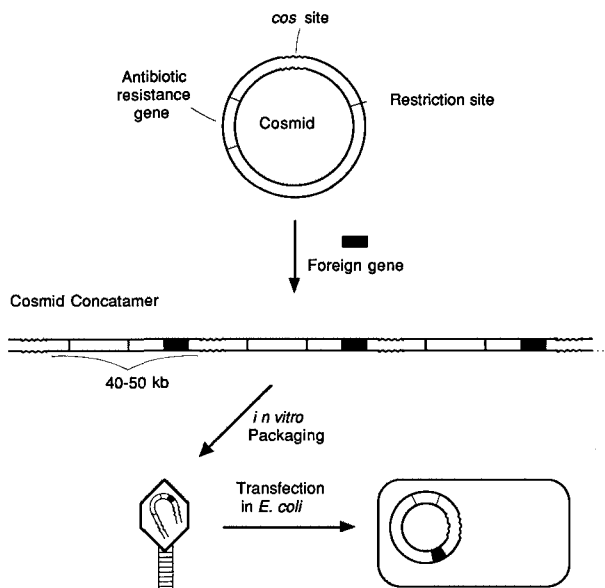 cos site
Antibiotic
resistance
gene
Restriction site
Cosmid
Foreign gene
Cosmid Concatamer
40-50 kb
i n vitro
Packaging
Transfection
in E. coli